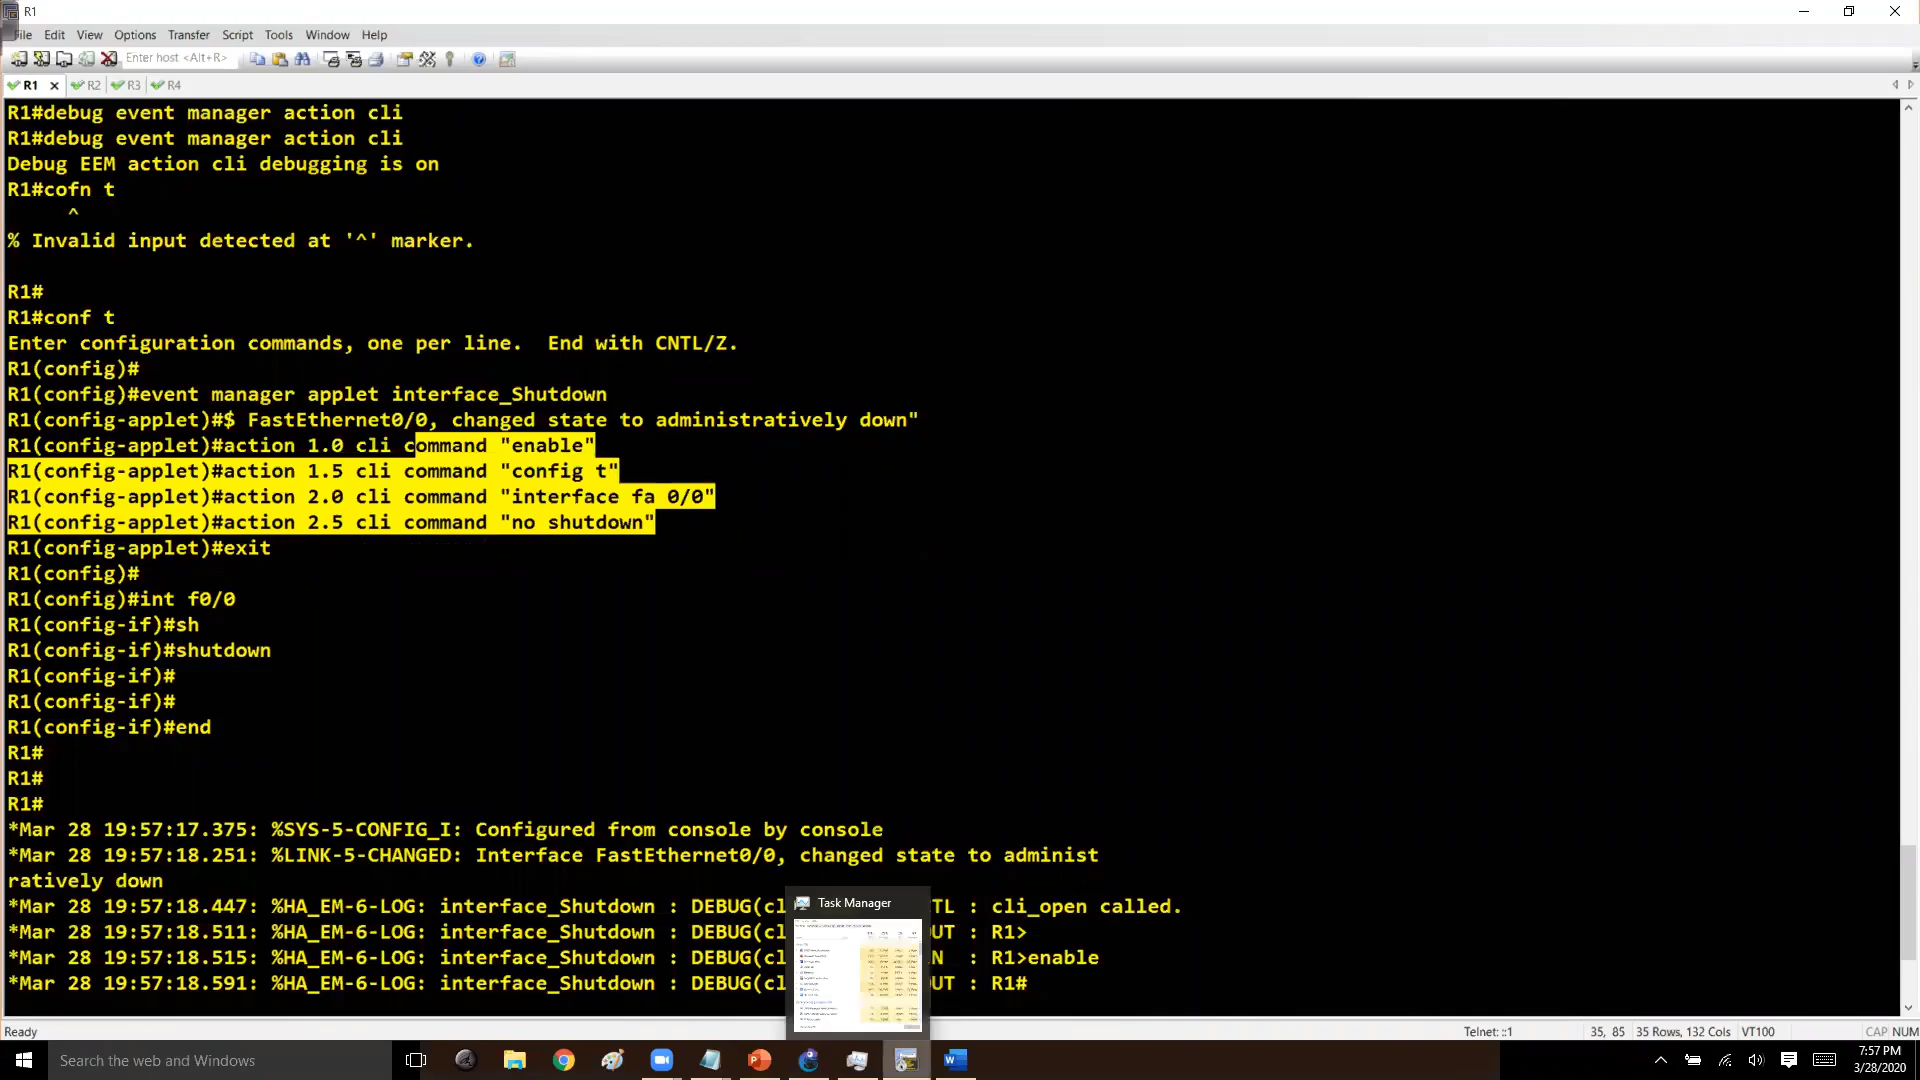 R1
File Edit View Options Transfer Script Tools Window Help
Enter host <Alt+R>
R1 R2 R3 R4
R1#debug event manager action cli
R1#debug event manager action cli
Debug EEM action cli debugging is on
R1#cofn t
^
% Invalid input detected at '^' marker.
R1#
R1#conf t
Enter configuration commands, one per line.  End with CNTL/Z.
R1(config)#
R1(config)#event manager applet interface_Shutdown
R1(config-applet)#$ FastEthernet0/0, changed state to administratively down"
R1(config-applet)#action 1.0 cli command "enable"
R1(config-applet)#action 1.5 cli command "config t"
R1(config-applet)#action 2.0 cli command "interface fa 0/0"
R1(config-applet)#action 2.5 cli command "no shutdown"
R1(config-applet)#exit
R1(config)#
R1(config)#int f0/0
R1(config-if)#sh
R1(config-if)#shutdown
R1(config-if)#
R1(config-if)#
R1(config-if)#end
R1#
R1#
R1#
*Mar 28 19:57:17.375: %SYS-5-CONFIG_I: Configured from console by console
*Mar 28 19:57:18.251: %LINK-5-CHANGED: Interface FastEthernet0/0, changed state to administ
ratively down
*Mar 28 19:57:18.447: %HA_EM-6-LOG: interface_Shutdown : DEBUG(cl TL : cli_open called.
*Mar 28 19:57:18.511: %HA_EM-6-LOG: interface_Shutdown : DEBUG(cl UT : R1>
*Mar 28 19:57:18.515: %HA_EM-6-LOG: interface_Shutdown : DEBUG(cl N : R1>enable
*Mar 28 19:57:18.591: %HA_EM-6-LOG: interface_Shutdown : DEBUG(cl UT : R1#
Task Manager
Ready Telnet ::1 35, 85 35 Rows, 132 Cols VT100 CAP NUM
Search the web and Windows
7:57 PM
3/28/2020